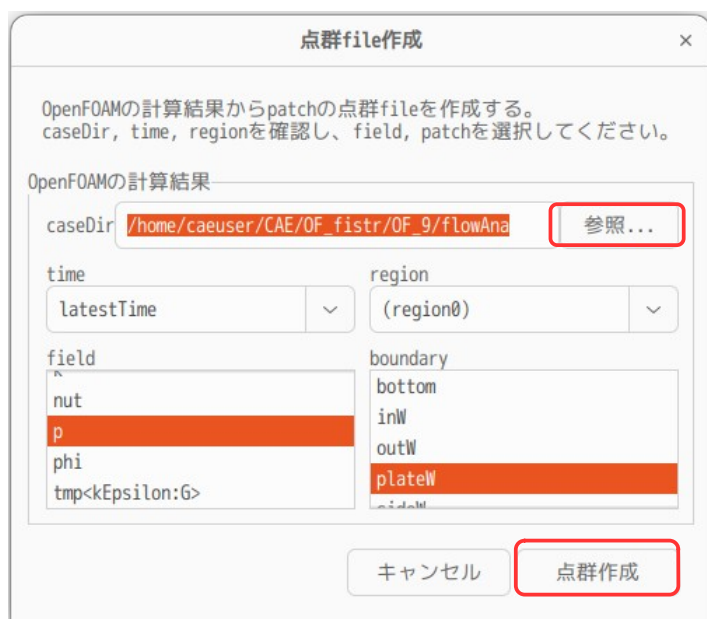 点群file作成
×
OpenFOAMの計算結果からpatchの点群fileを作成する。
caseDir, time, regionを確認し、field, patchを選択してください。
OpenFOAMの計算結果
caseDir /home/caeuser/CAE/OF_fistr/OF_9/flowAna 参照...
time region
latestTime (region0)
field boundary
k
nut
p
phi
tmp<kEpsilon:G>
bottom
inW
outW
plateW
sideW
キャンセル 点群作成